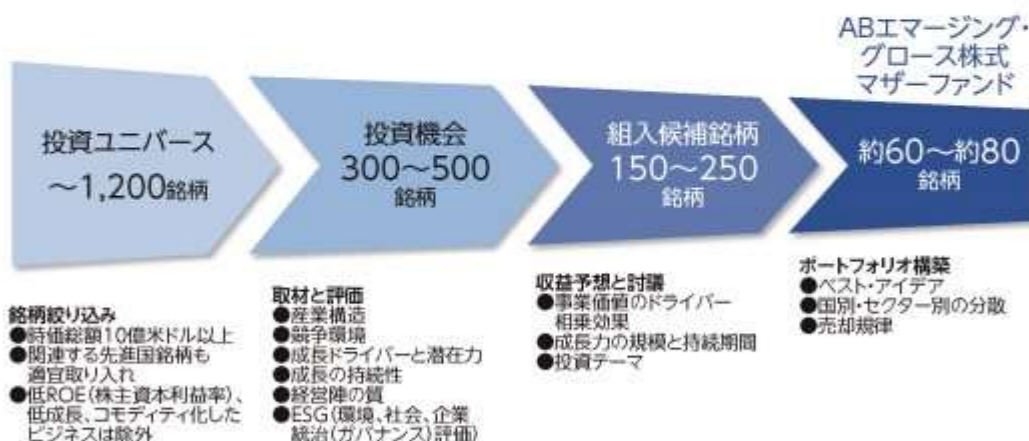 ABエマージング・
グロース株式
マザーファンド
投資ユニバース
～1,200銘柄
投資機会
300～500
銘柄
組入候補銘柄
150～250
銘柄
約60～約80
銘柄
銘柄絞り込み
●時価総額10億米ドル以上
●関連する先進国銘柄も
適宜取り入れ
●低ROE(株主資本利益率)、
低成長、コモディティ化した
ビジネスは除外
取材と評価
●産業構造
●競争環境
●成長ドライバーと潜在力
●成長の持続性
●経営陣の質
●ESG(環境、社会、企業
統治(ガバナンス)評価)
収益予想と討議
●事業価値のドライバー
相乗効果
●成長力の規模と持続期間
●投資テーマ
ポートフォリオ構築
●ベスト・アイデア
●国別・セクター別の分散
●売却規律